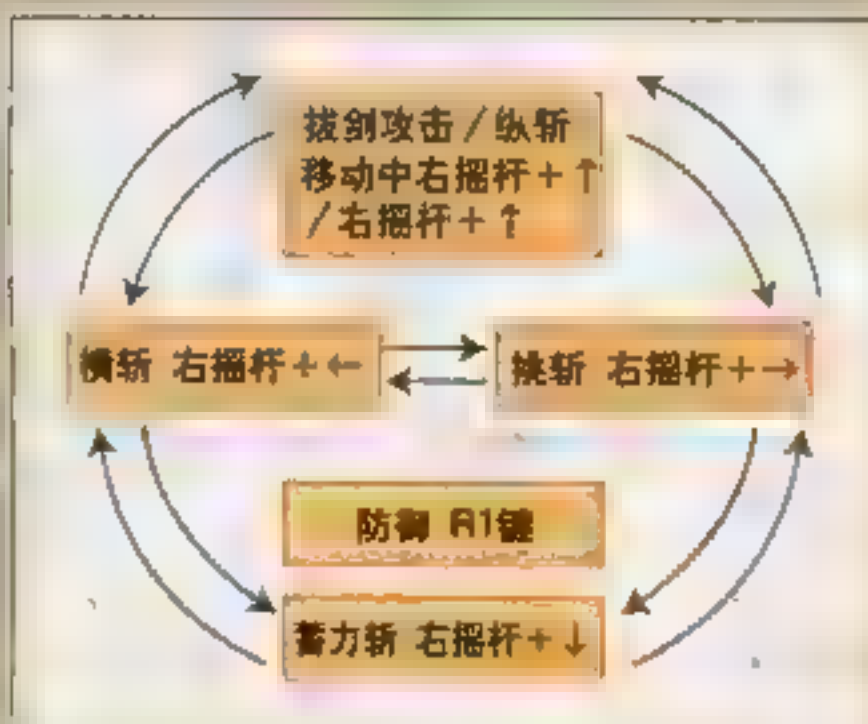 拔剑攻击/纵斩
移动中右摇杆+↑
/右摇杆+↑
横斩 右摇杆+←
挑斩 右摇杆+→
防御 R1键
蓄力斩 右摇杆+↓